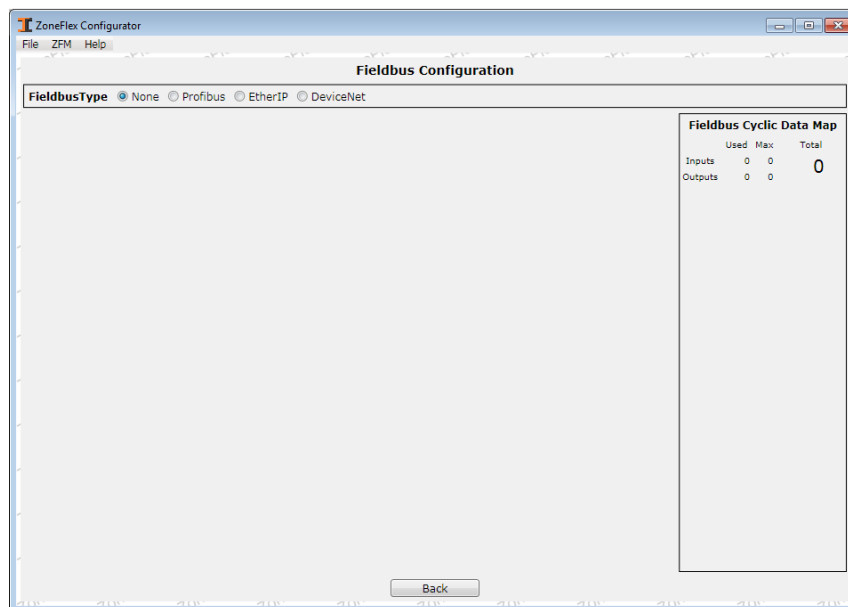 ZoneFlex Configurator
File ZFM Help
Fieldbus Configuration
FieldbusType None Profibus EtherIP DeviceNet
Fieldbus Cyclic Data Map
Used Max Total
Inputs 0 0 0
Outputs 0 0
Back